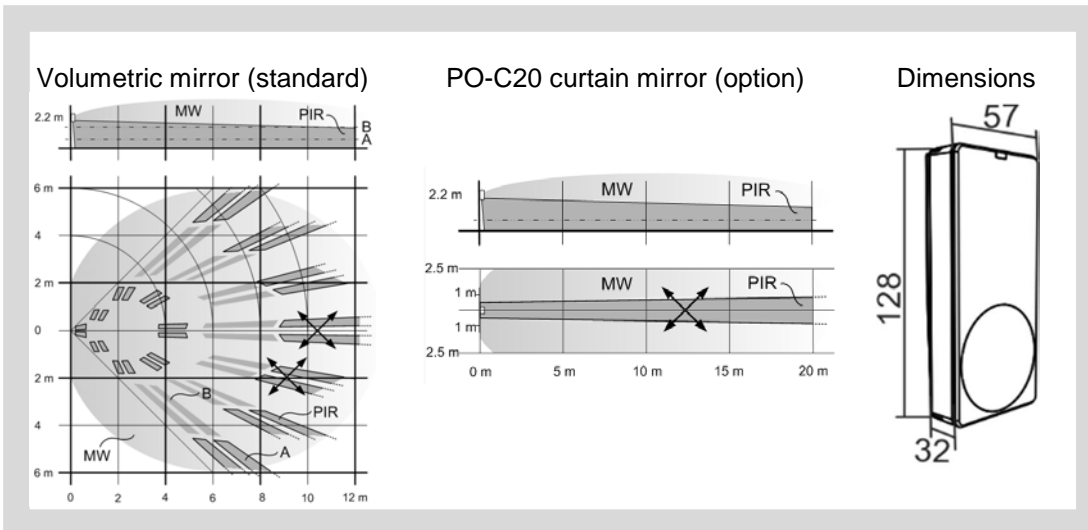 Volumetric mirror (standard)
MW
PIR
2.2 m
B
A
6 m
4
2 m
0
2 m
4
6 m
B
PIR
A
MW
0 2 4 6 8 10 12 m
PO-C20 curtain mirror (option)
2.2 m
MW
PIR
2.5 m
1 m
1 m
2.5 m
MW
PIR
0 m 5 m 10 m 15 m 20 m
Dimensions
57
128
32